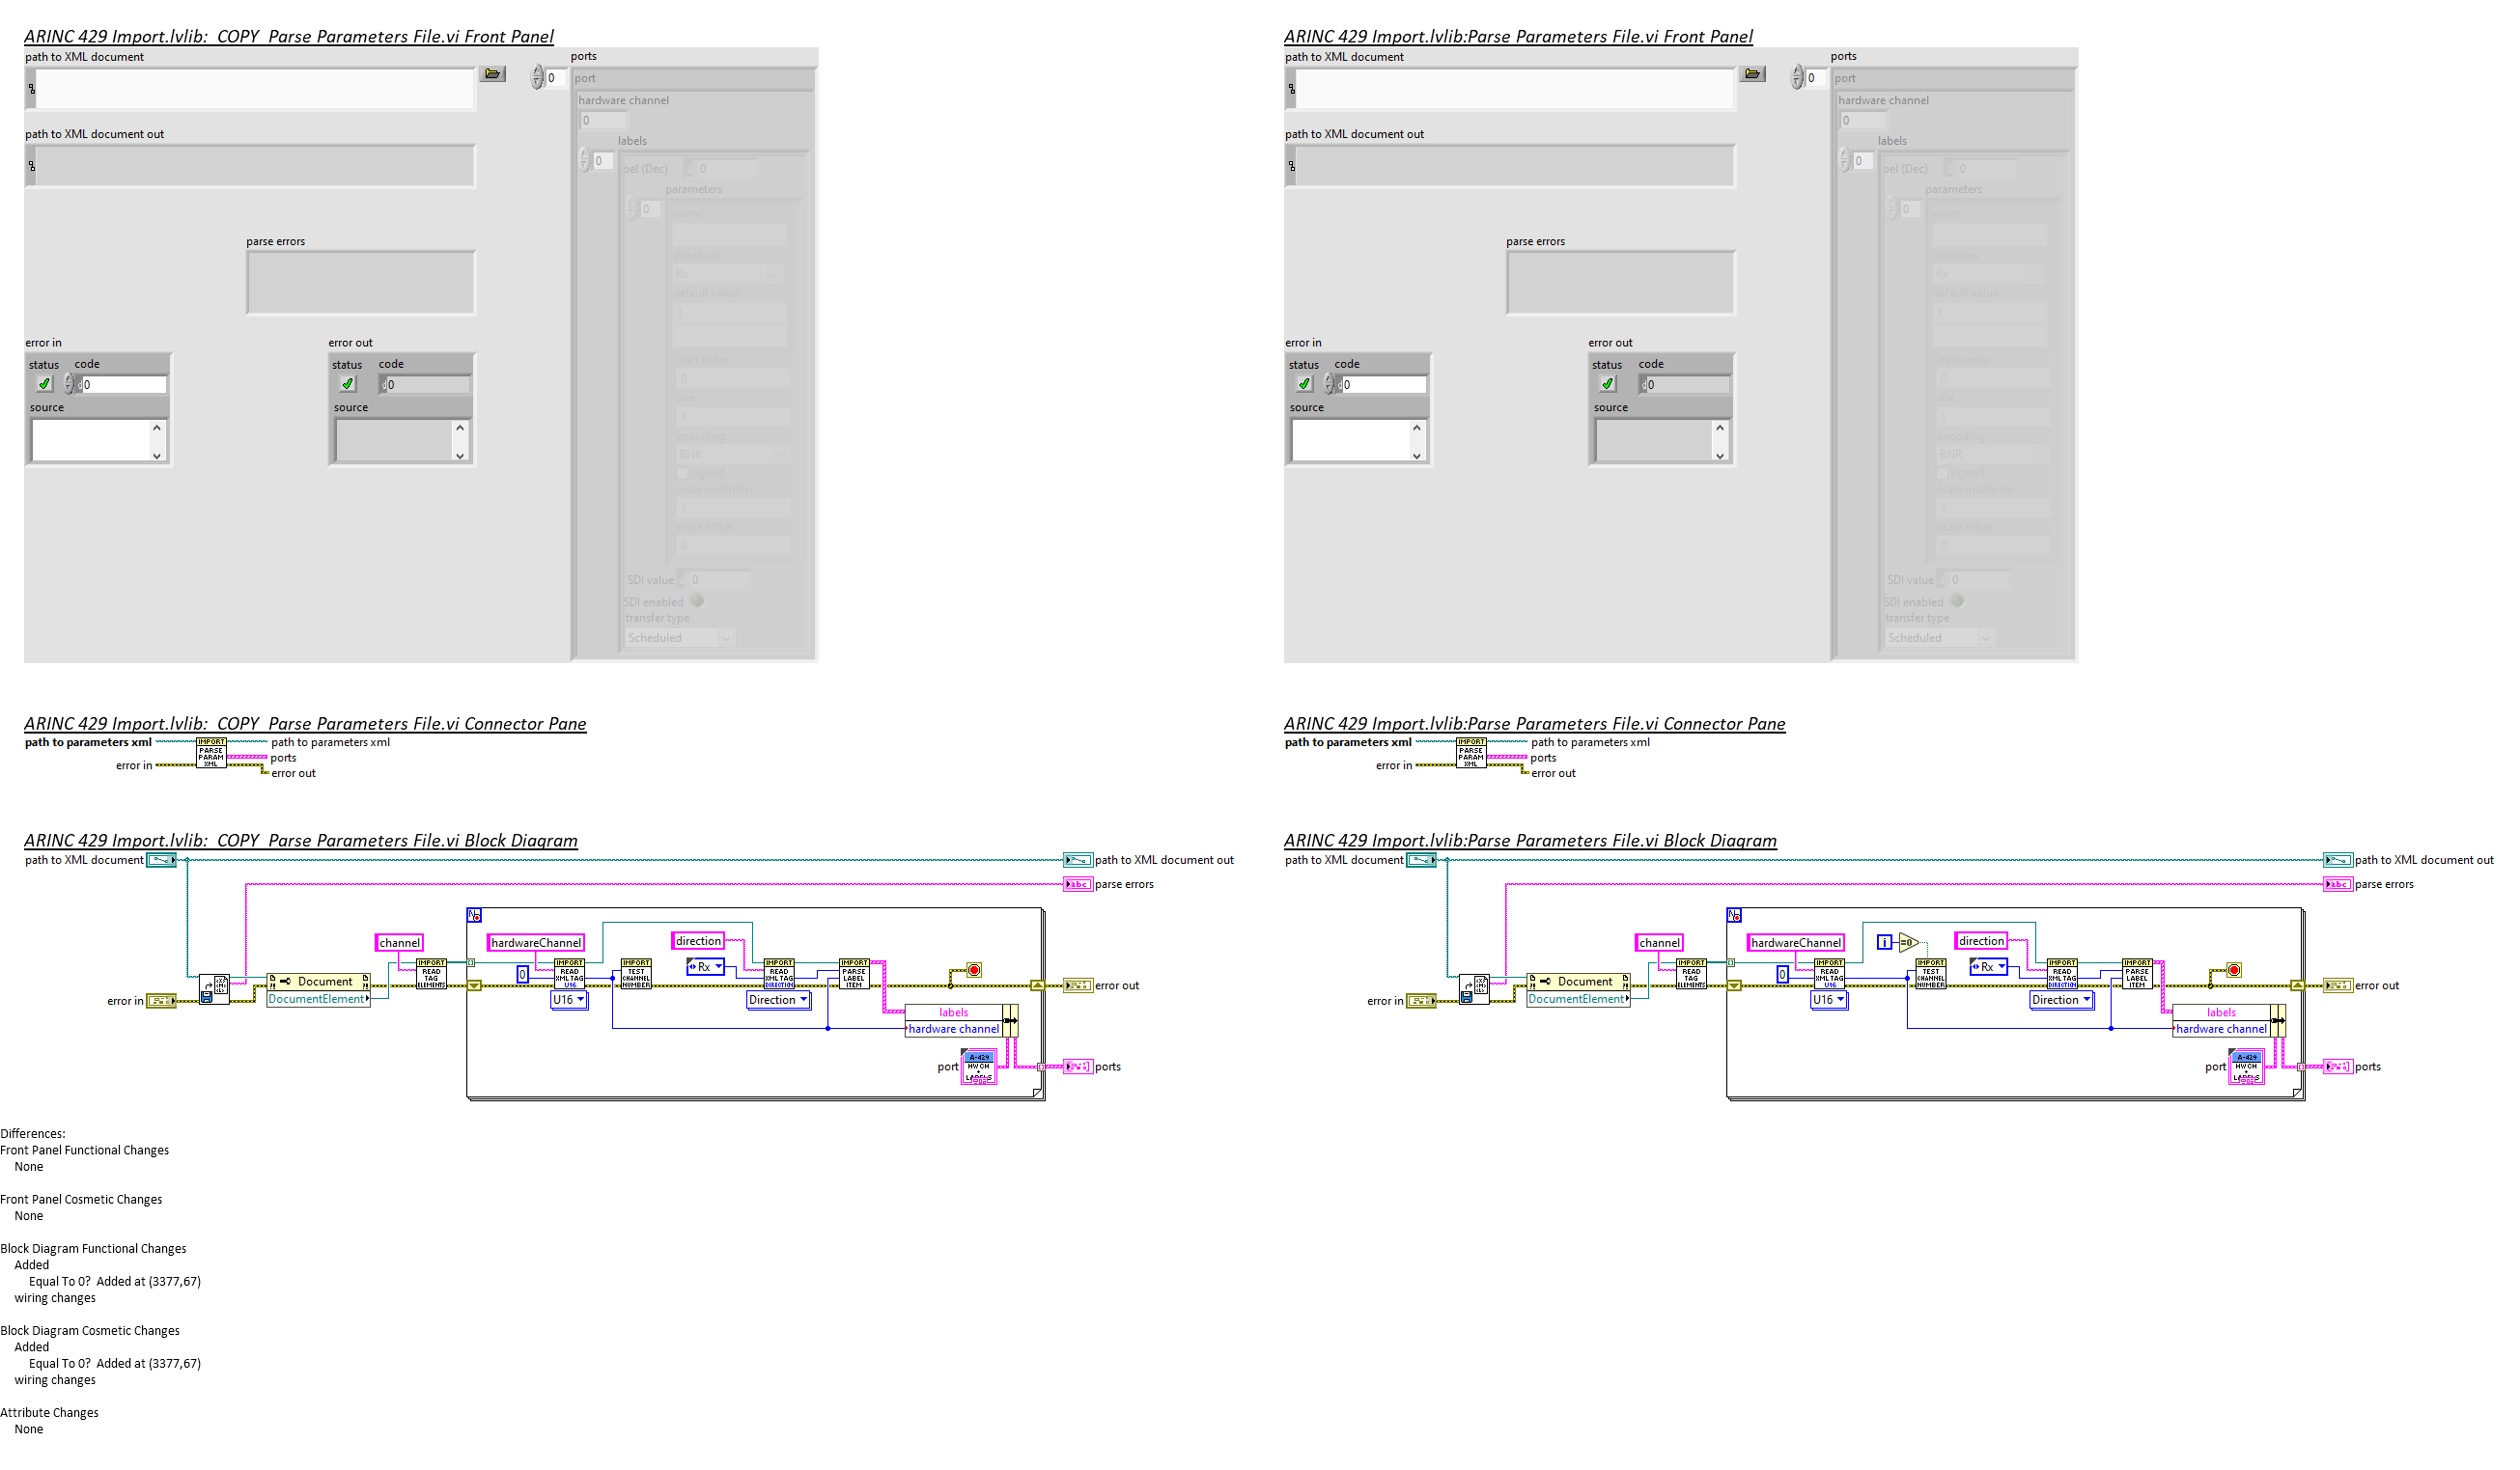 ARINC 429 Import.lvlib:  COPY  Parse Parameters File.vi Front Panel
path to XML document
ports
0
port
hardware channel
0
path to XML document out
labels
0
bel (Dec)
0
parameters
0
name
parse errors
direction
Rx
default value
1
error in
error out
status
code
0
status
code
0
start index
0
source
source
size
1
encoding
BNR
signed
scale multiplier
1
scale offset
0
SDI value
0
SDI enabled
transfer type
Scheduled
ARINC 429 Import.lvlib:Parse Parameters File.vi Front Panel
path to XML document
ports
0
port
hardware channel
0
path to XML document out
labels
0
bel (Dec)
0
parameters
0
name
parse errors
direction
Rx
default value
1
error in
error out
status
code
0
status
code
0
start index
0
source
source
size
1
encoding
BNR
signed
scale multiplier
1
scale offset
0
SDI value
0
SDI enabled
transfer type
Scheduled
ARINC 429 Import.lvlib:  COPY  Parse Parameters File.vi Connector Pane
path to parameters xml
IMPORT
PARSE
PARAM
XML
path to parameters xml
ports
error in
error out
ARINC 429 Import.lvlib:Parse Parameters File.vi Connector Pane
path to parameters xml
IMPORT
PARSE
PARAM
XML
path to parameters xml
ports
error in
error out
ARINC 429 Import.lvlib:  COPY  Parse Parameters File.vi Block Diagram
path to XML document
path to XML document out
abc
parse errors
N
channel
hardwareChannel
direction
IMPORT
READ
TAG
ELEMENTS
0
IMPORT
READ
XML TAG
U16
IMPORT
TEST
CHANNEL
NUMBER
Rx
IMPORT
READ
XML TAG
DIRECTION
IMPORT
PARSE
LABEL
ITEM
Document
DocumentElement
error in
U16
Direction
error out
labels
hardware channel
port
A-429
HW CH
+
LABELS
ports
ARINC 429 Import.lvlib:Parse Parameters File.vi Block Diagram
path to XML document
path to XML document out
abc
parse errors
N
channel
hardwareChannel
i
=0
direction
IMPORT
READ
TAG
ELEMENTS
0
IMPORT
READ
XML TAG
U16
IMPORT
TEST
CHANNEL
NUMBER
Rx
IMPORT
READ
XML TAG
DIRECTION
IMPORT
PARSE
LABEL
ITEM
Document
DocumentElement
error in
U16
Direction
error out
labels
hardware channel
port
A-429
HW CH
+
LABELS
ports
Differences:
Front Panel Functional Changes
None
Front Panel Cosmetic Changes
None
Block Diagram Functional Changes
Added
Equal To 0?  Added at (3377,67)
wiring changes
Block Diagram Cosmetic Changes
Added
Equal To 0?  Added at (3377,67)
wiring changes
Attribute Changes
None